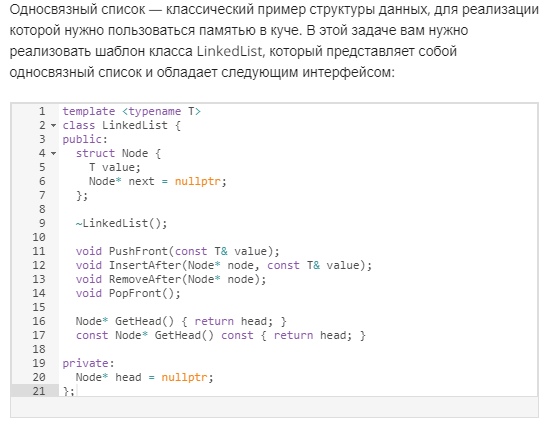 Односвязный список — классический пример структуры данных, для реализации
которой нужно пользоваться памятью в куче. В этой задаче вам нужно
реализовать шаблон класса LinkedList, который представляет собой
односвязный список и обладает следующим интерфейсом:
1 template <typename T>
2 class LinkedList {
3 public:
4   struct Node {
5     T value;
6     Node* next = nullptr;
7   };
8
9   ~LinkedList();
10
11   void PushFront(const T& value);
12   void InsertAfter(Node* node, const T& value);
13   void RemoveAfter(Node* node);
14   void PopFront();
15
16   Node* GetHead() { return head; }
17   const Node* GetHead() const { return head; }
18
19 private:
20   Node* head = nullptr;
21 };